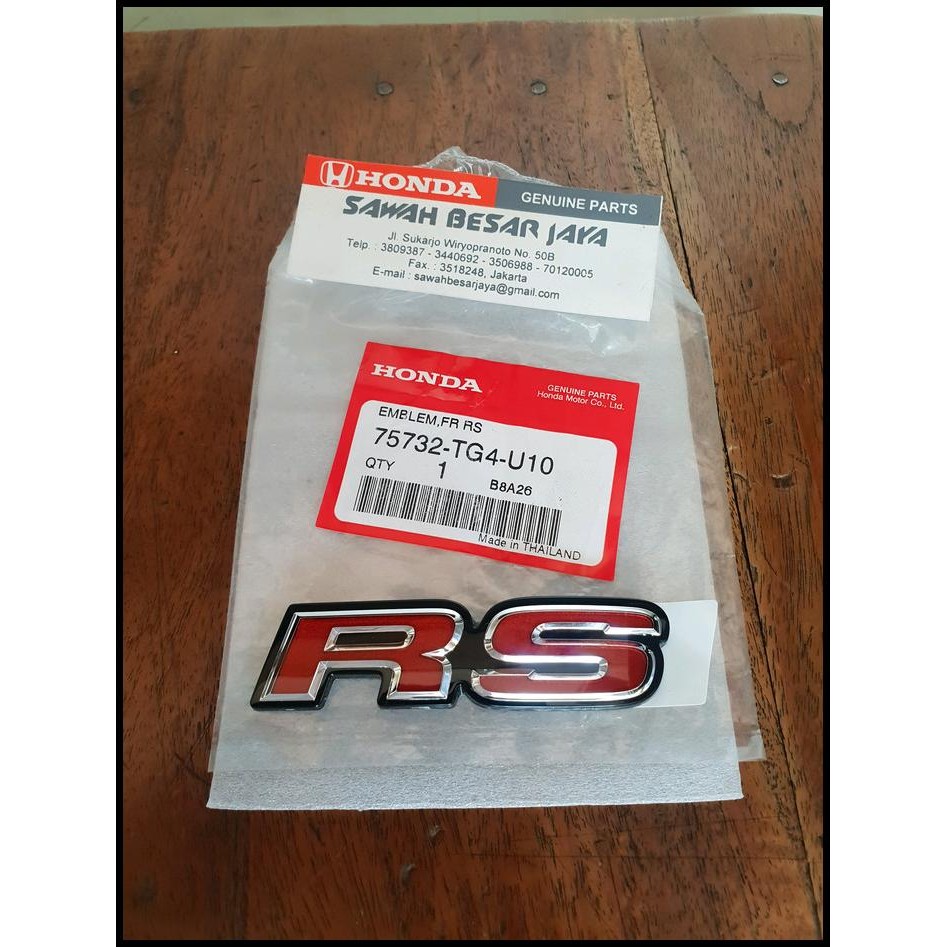 HONDA GENUINE PARTS
SAWAH BESAR JAYA
Jl. Sukarjo Wiryopranoto No. 50B
Telp. : 3809387 - 3440692 - 3506988 - 70120005
Fax. : 3518248, Jakarta
E-mail : sawahbesarjaya@gmail.com
HONDA
GENUINE PARTS
Honda Motor Co., Ltd.
EMBLEM,FR RS
75732-TG4-U10
QTY 1 B8A26
Made in THAILAND
RS